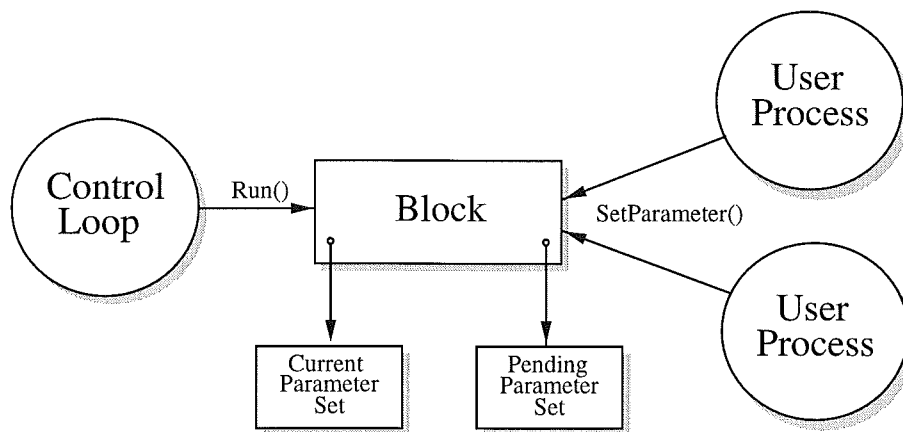 User
Process
Control
Loop
Run()
Block
SetParameter()
User
Process
Current
Parameter
Set
Pending
Parameter
Set